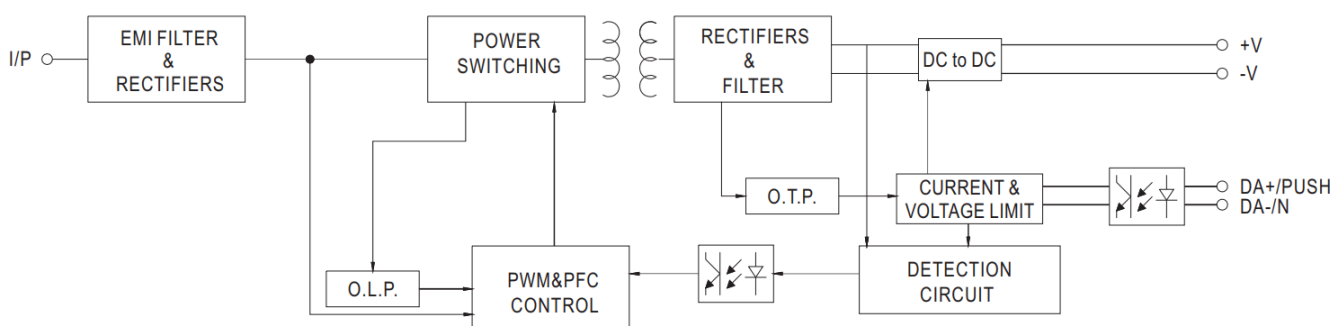 I/P
EMI FILTER
&
RECTIFIERS
POWER
SWITCHING
RECTIFIERS
&
FILTER
DC to DC
+V
-V
O.T.P.
CURRENT &
VOLTAGE LIMIT
DA+/PUSH
DA-/N
O.L.P.
PWM&PFC
CONTROL
DETECTION
CIRCUIT